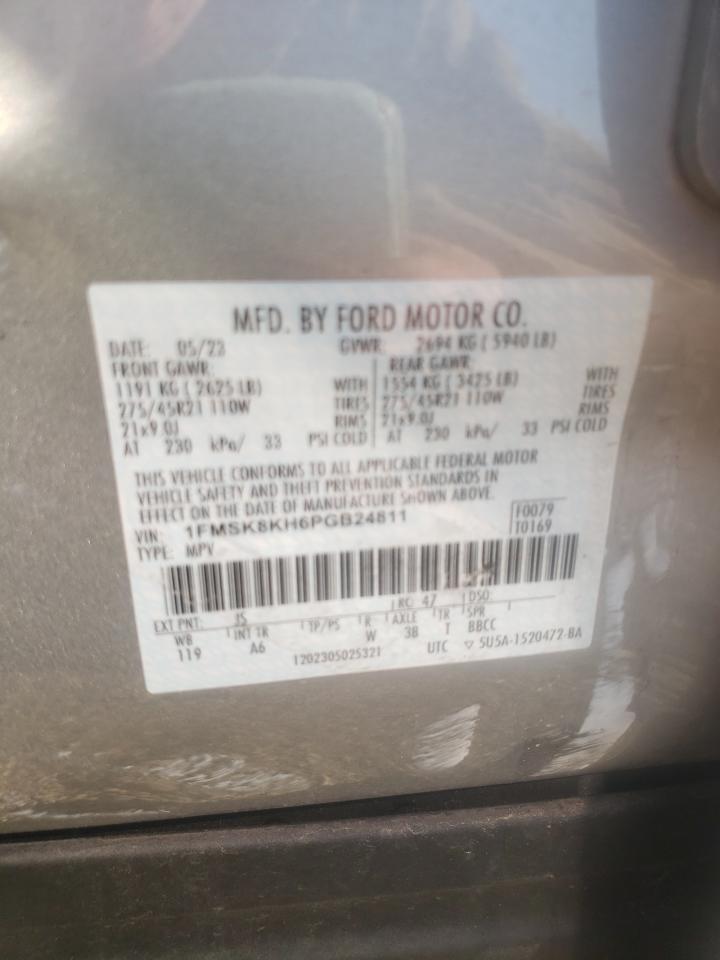 MFD. BY FORD MOTOR CO.
DATE: 05/23 GVWR: 2694 KG ( 5940 LB)
FRONT GAWR: REAR GAWR:
1191 KG ( 2625 LB) WITH 1554 KG ( 3425 LB) WITH
275/45R21 110W TIRES 275/45R21 110W TIRES
21x9.0J RIMS 21x9.0J RIMS
AT 230 kPa/ 33 PSI COLD AT 230 kPa/ 33 PSI COLD
THIS VEHICLE CONFORMS TO ALL APPLICABLE FEDERAL MOTOR
VEHICLE SAFETY AND THEFT PREVENTION STANDARDS IN
EFFECT ON THE DATE OF MANUFACTURE SHOWN ABOVE.
VIN: 1FMSK8KH6PGB24811 F0079
TYPE: MPV T0169
EXT PNT: JS RC: 47 DSO:
WB INT TR TP/PS R AXLE TR SPR
119 A6 W 3B T BBCC
1202305025321 UTC ▽ 5U5A-1520472-BA